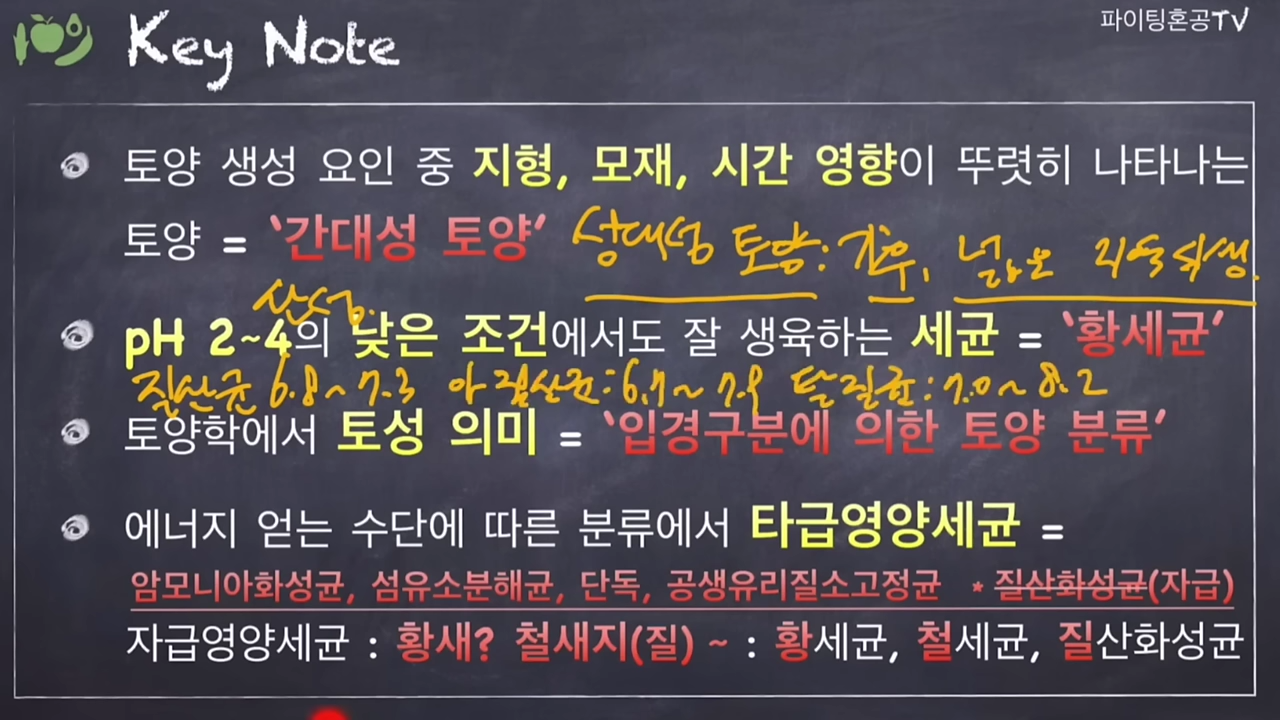 Key Note
파이팅혼공TV
토양 생성 요인 중 지형, 모재, 시간 영향이 뚜렷히 나타나는
토양 = '간대성 토양' 성대성 토양: 기후, 넓은 지역 식생.
산성.
pH 2~4의 낮은 조건에서도 잘 생육하는 세균 = '황세균'
질산균 6.8~7.3 아질산균: 6.7~7.9 탈질균: 7.0~8.2
토양학에서 토성 의미 = '입경구분에 의한 토양 분류'
에너지 얻는 수단에 따른 분류에서 타급영양세균 =
암모니아화성균, 섬유소분해균, 단독, 공생유리질소고정균 * 질산화성균(자급)
자급영양세균 : 황새? 철새지(질) ~ : 황세균, 철세균, 질산화성균